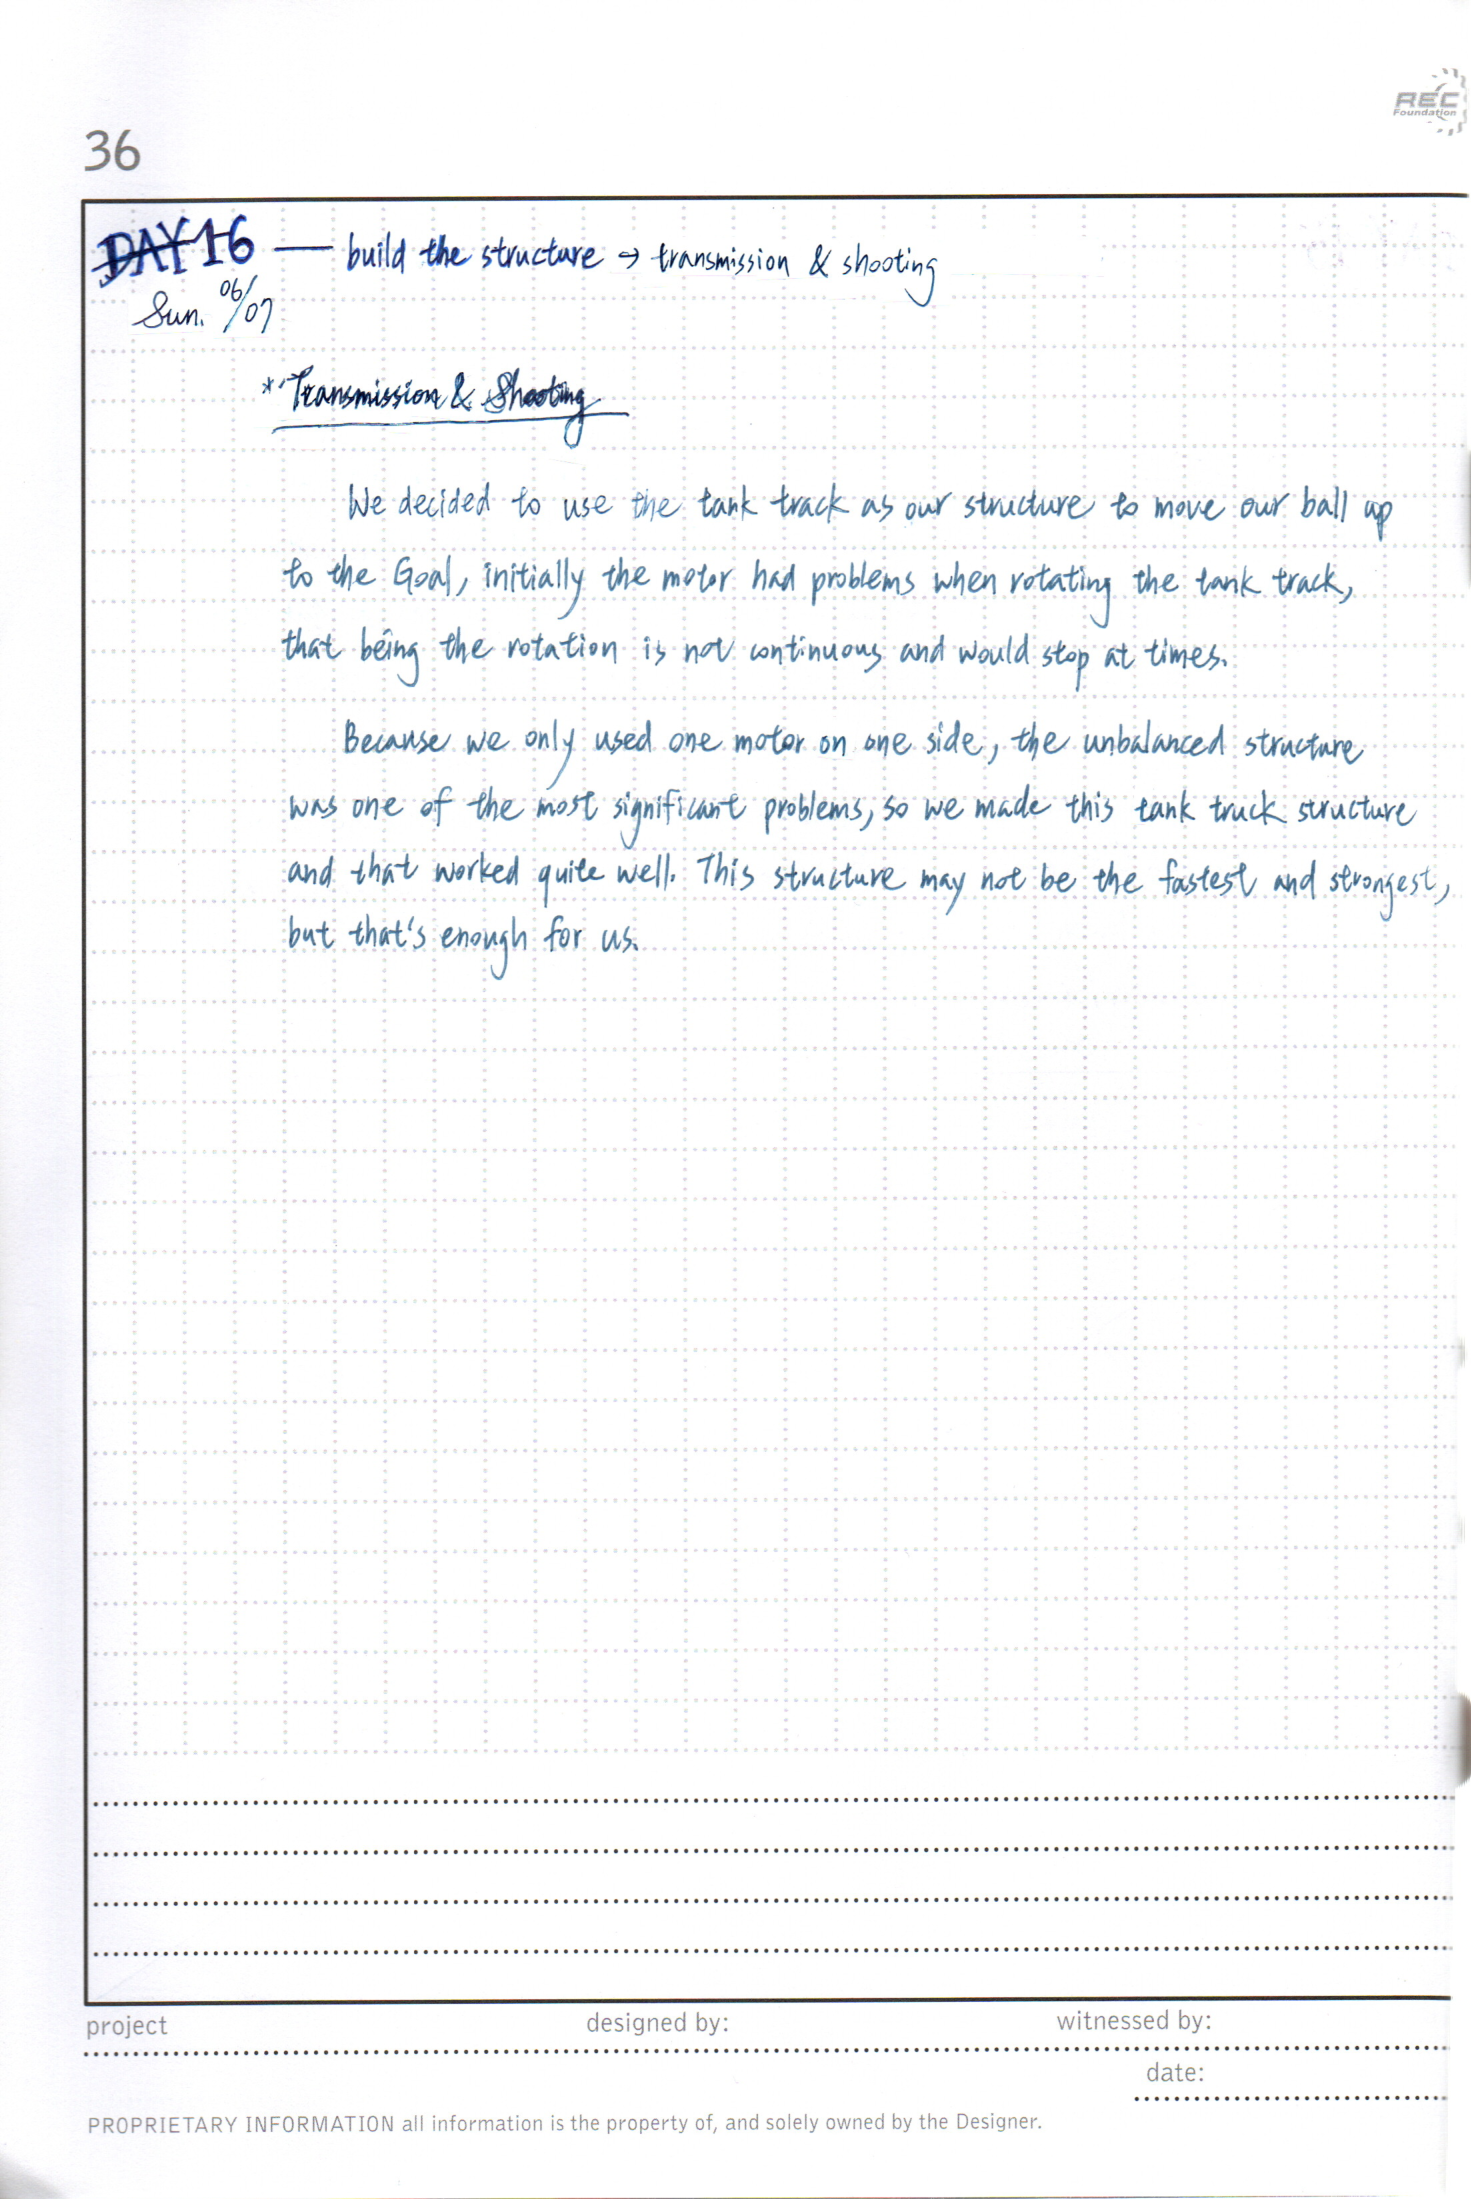 REC
Foundation
36
DAY16 — build the structure → transmission & shooting
Sun. 06/07
* Transmission & Shooting
We decided to use the tank track as our structure to move our ball up
to the Goal, initially the motor had problems when rotating the tank track,
that being the rotation is not continuous and would stop at times.
Because we only used one motor on one side, the unbalanced structure
was one of the most significant problems, so we made this tank truck structure
and that worked quite well. This structure may not be the fastest and strongest,
but that's enough for us.
project designed by: witnessed by:
date:
PROPRIETARY INFORMATION all information is the property of, and solely owned by the Designer.